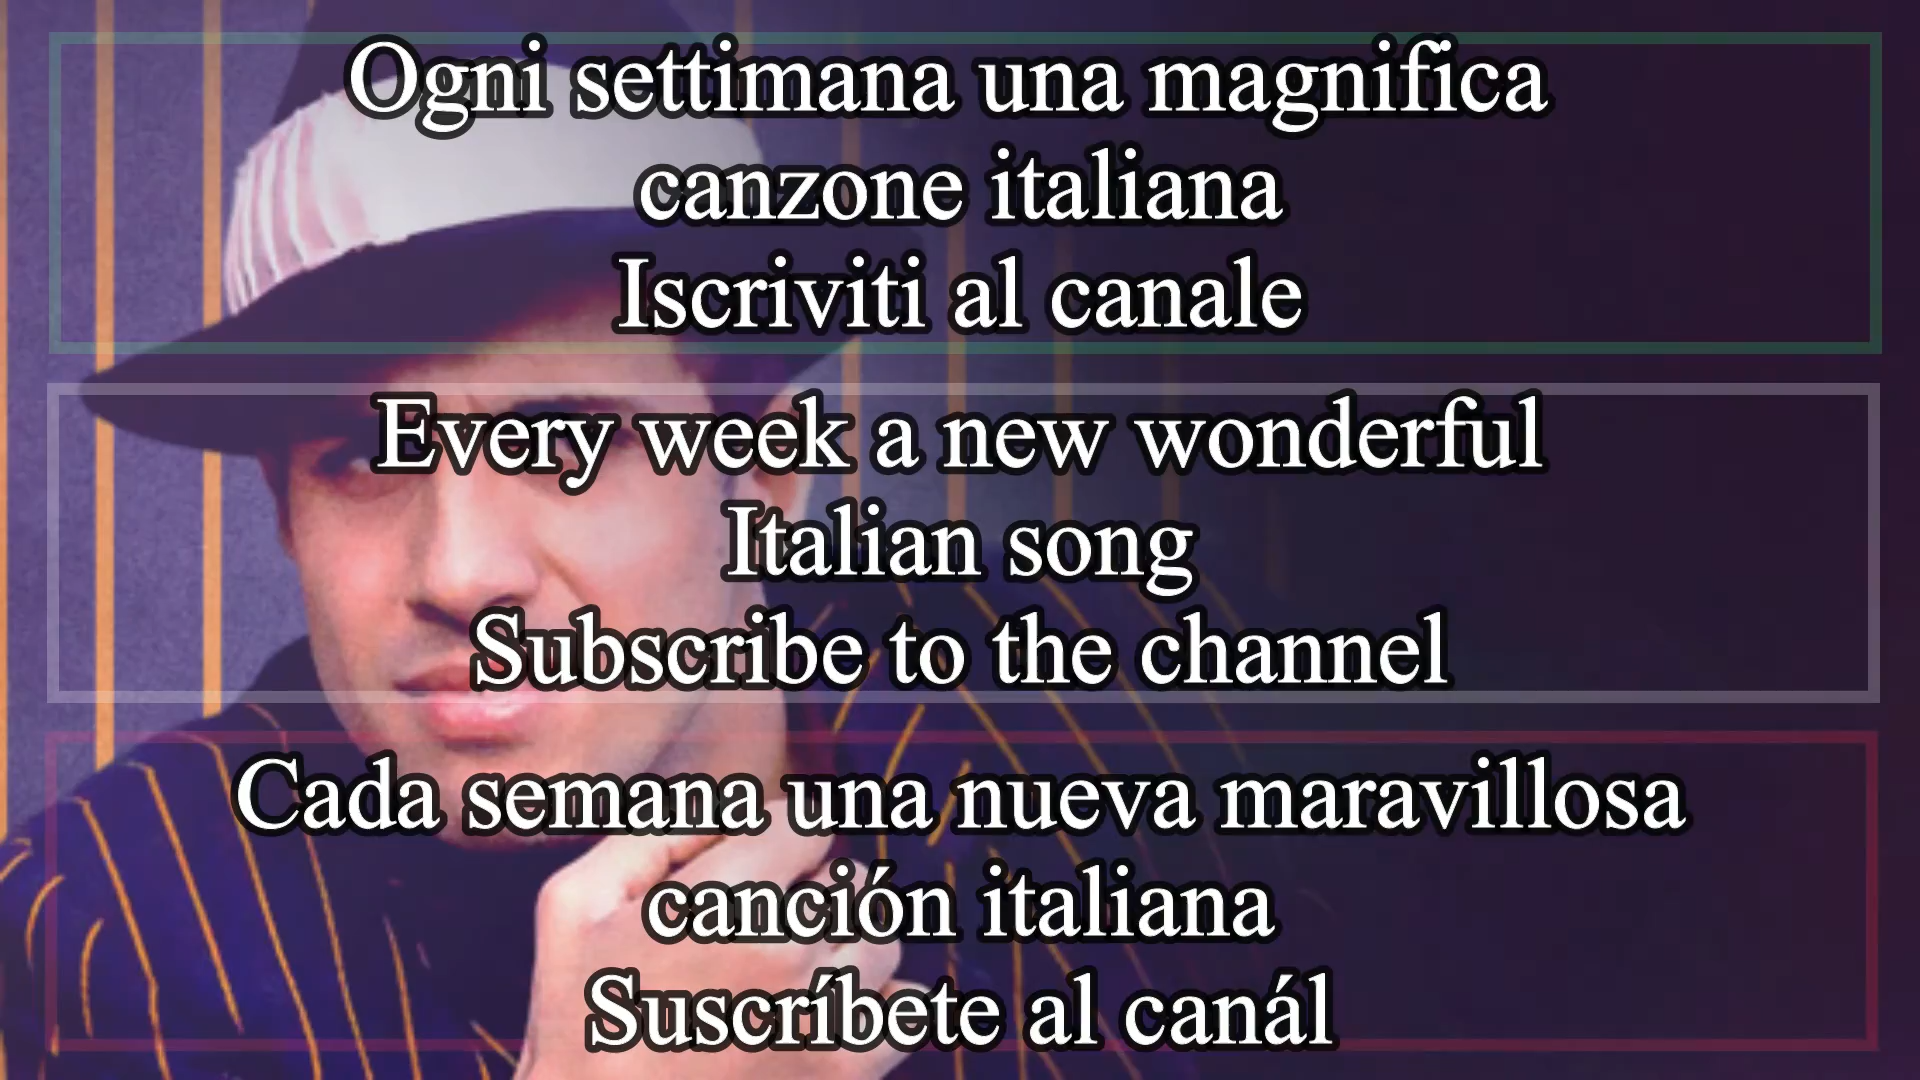 Ogni settimana una magnifica
canzone italiana
Iscriviti al canale
Every week a new wonderful
Italian song
Subscribe to the channel
Cada semana una nueva maravillosa
canción italiana
Suscríbete al canál